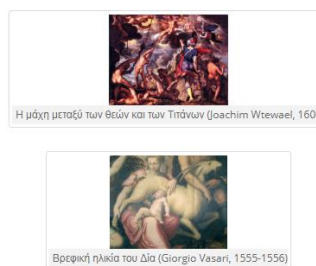 Η μάχη μεταξύ των θεών και των Τιτάνων (Joachim Wtewael, 160
Βρεφική ηλικία του Δία (Giorgio Vasari, 1555-1556)